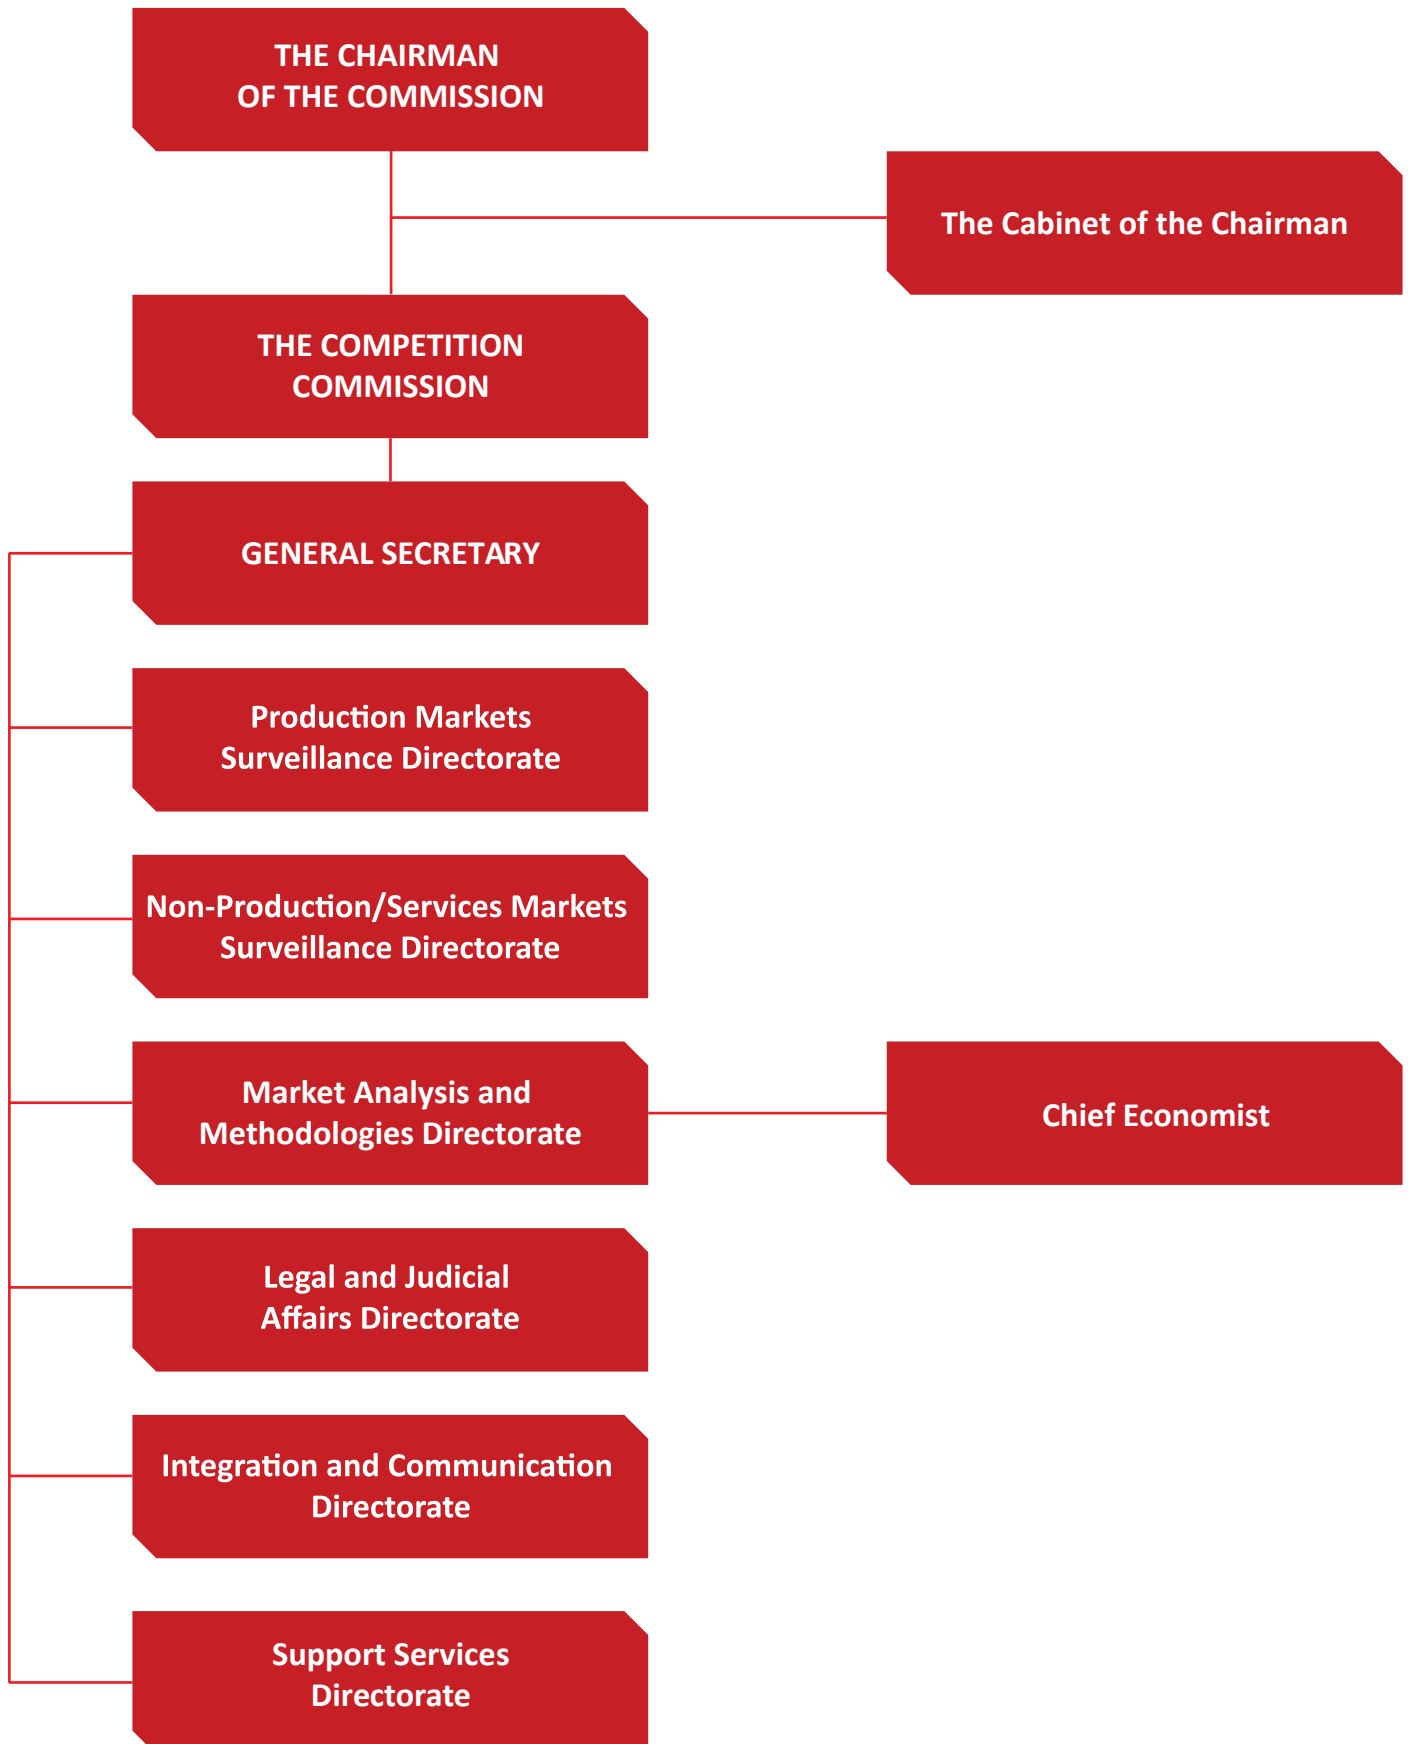 THE CHAIRMAN
OF THE COMMISSION
The Cabinet of the Chairman
THE COMPETITION
COMMISSION
GENERAL SECRETARY
Production Markets
Surveillance Directorate
Non-Production/Services Markets
Surveillance Directorate
Market Analysis and
Methodologies Directorate
Chief Economist
Legal and Judicial
Affairs Directorate
Integration and Communication
Directorate
Support Services
Directorate